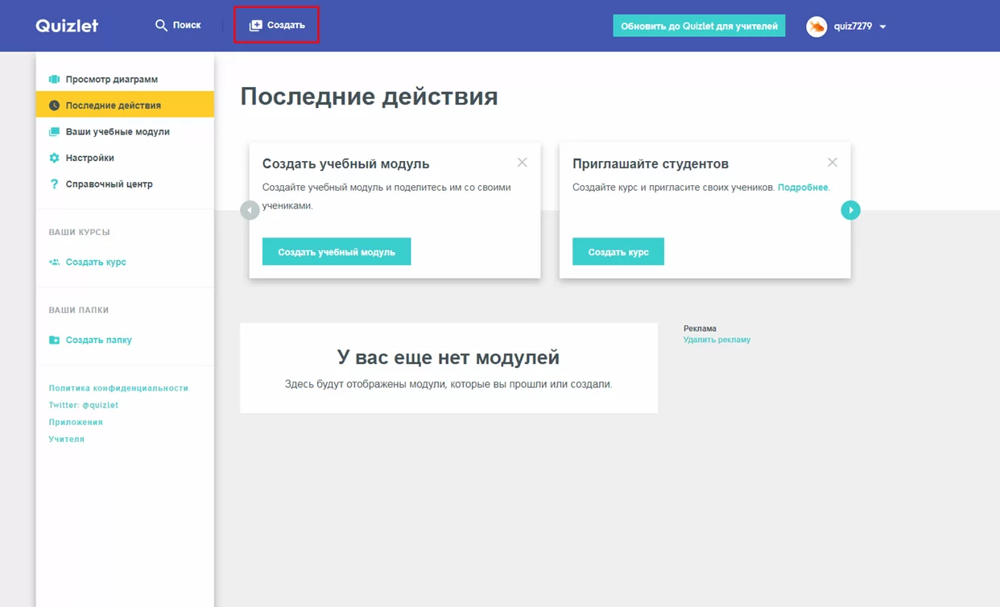 Quizlet
Поиск
Создать
Обновить до Quizlet для учителей
quiz7279
Просмотр диаграмм
Последние действия
Ваши учебные модули
Настройки
? Справочный центр
ВАШИ КУРСЫ
Создать курс
ВАШИ ПАПКИ
Создать папку
Политика конфиденциальности
Twitter: @quizlet
Приложения
Учителя
Последние действия
Создать учебный модуль
Создайте учебный модуль и поделитесь им со своими
учениками.
Создать учебный модуль
Приглашайте студентов
Создайте курс и пригласите своих учеников. Подробнее.
Создать курс
У вас еще нет модулей
Здесь будут отображены модули, которые вы прошли или создали.
Реклама
Удалить рекламу